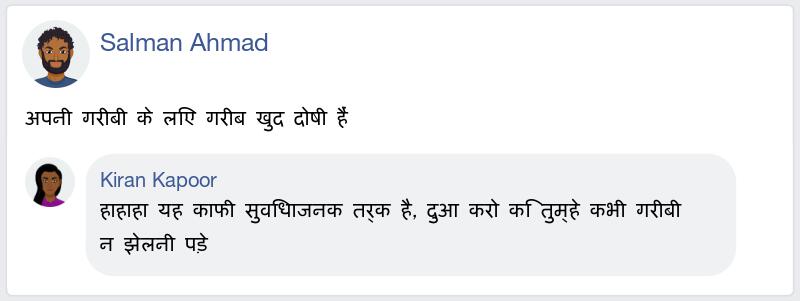 Salman Ahmad
अपनी गरीबी के लिए गरीब खुद दोषी हैं
Kiran Kapoor
हाहाहा यह काफी सुविधाजनक तर्क है, दुआ करो कि तुम्हे कभी गरीबी
न झेलनी पड़े